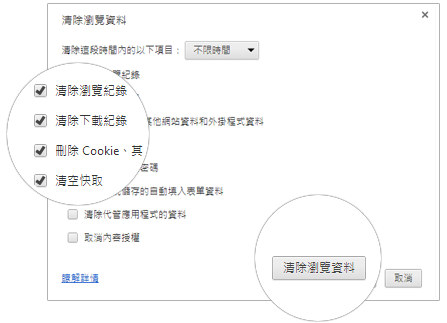 清除瀏覽資料
清除這段時間內的以下項目： 不限時間
覽紀錄
清除瀏覽紀錄
清除下載紀錄 其他網站資料和外掛程式資料
刪除 Cookie、其
密碼
清空快取
儲存的自動填入表單資料
清除代管應用程式的資料
取消內容授權
清除瀏覽資料
瞭解詳情 取消